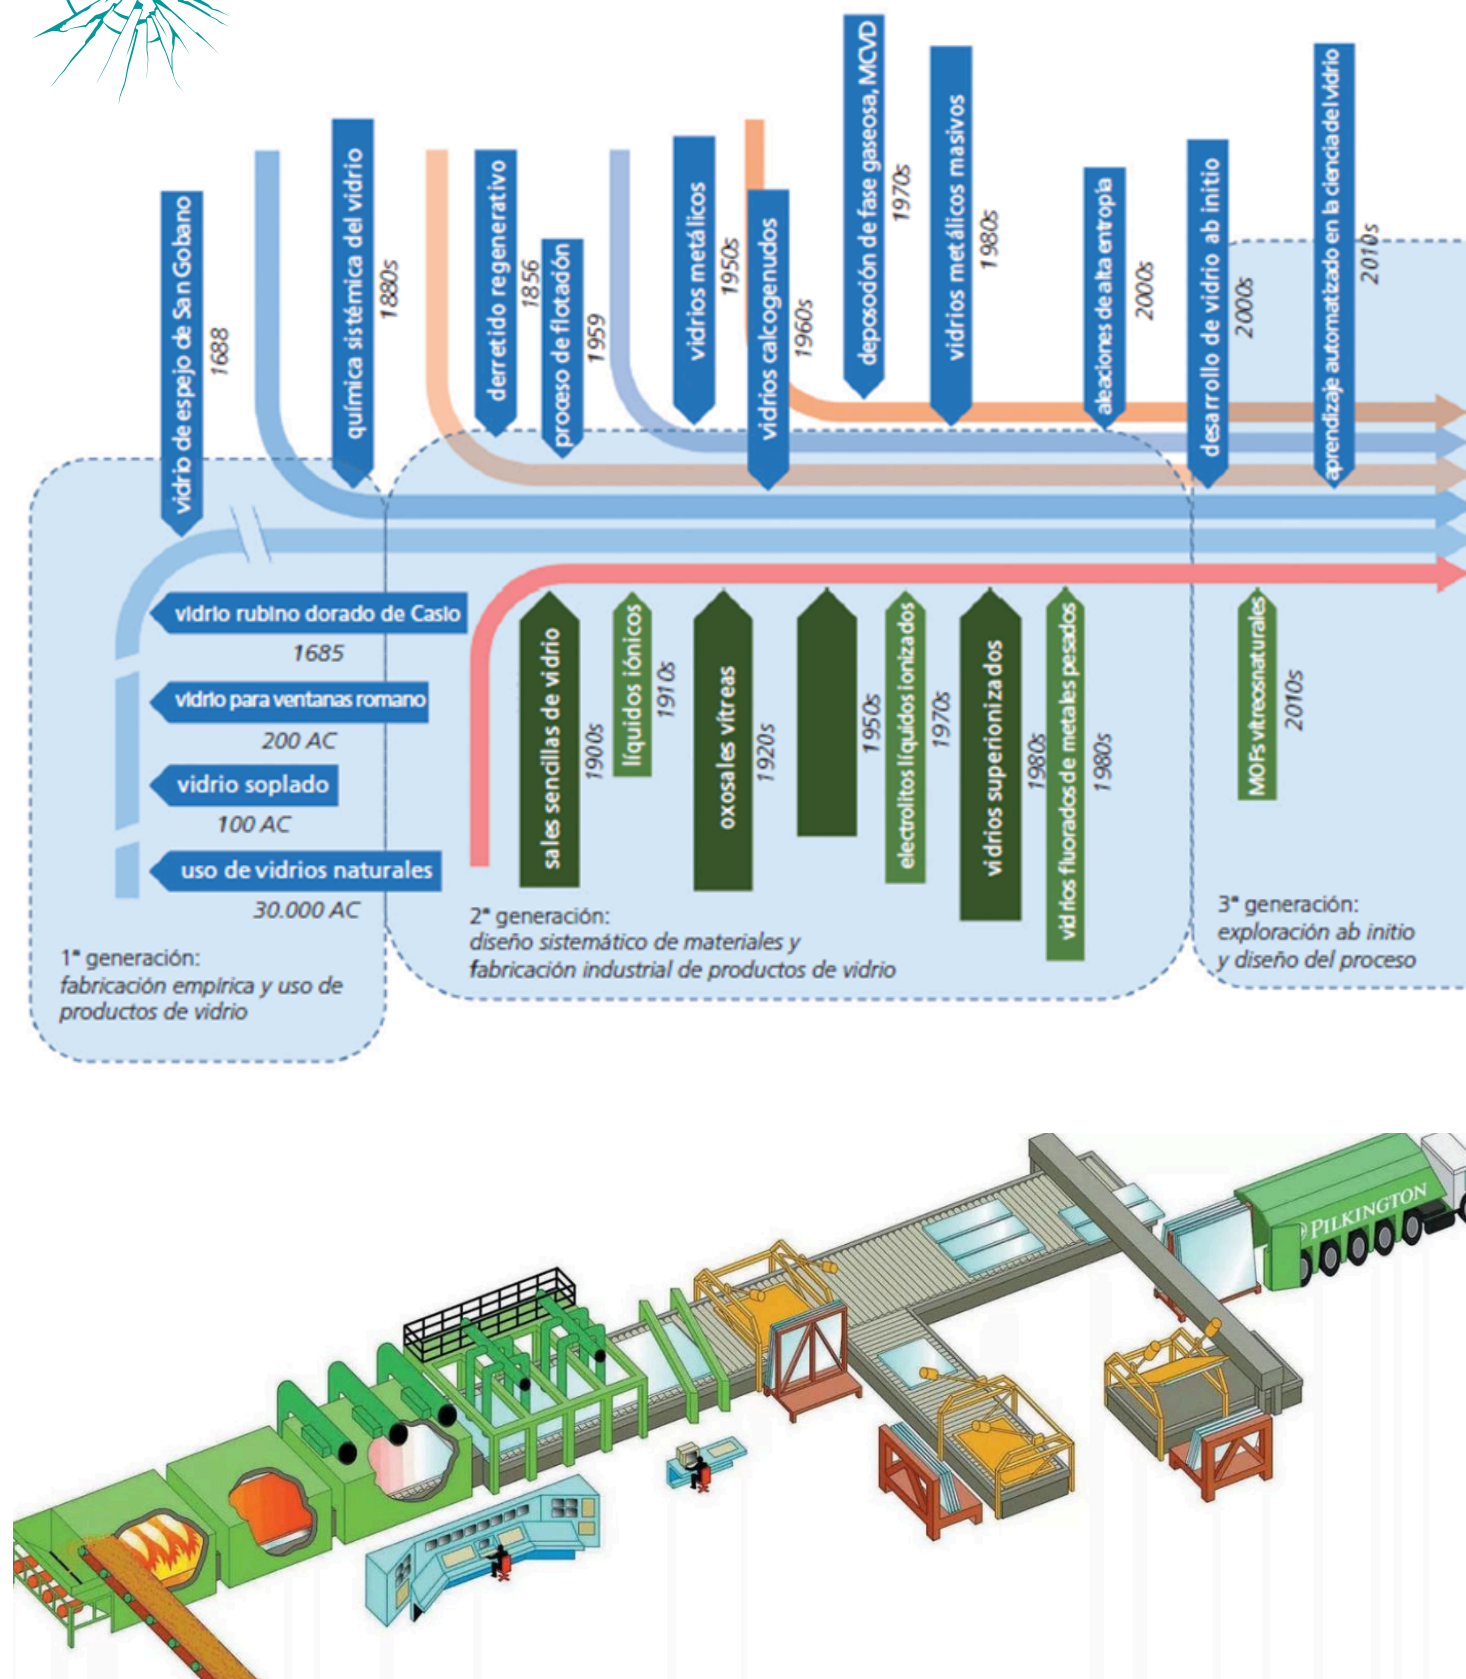 vidrio de espejo de San Gobano
1688
química sistémica del vidrio
1880s
derretido regenerativo
1856
proceso de flotadón
1959
vidrios metálicos
1950s
vidrios calcogenudos
1960s
deposodón de fase gaseosa, MCVD
1970s
vidrios metálicos masivos
1980s
aleaciones de alta entropía
2000s
desarrollo de vidrio ab initio
2000s
aprendizaje automatizado en la ciencia del vidrio
2010s
vidrio rubino dorado de Casio
1685
vidrio para ventanas romano
200 AC
vidrio soplado
100 AC
uso de vidrios naturales
30.000 AC
sales sencillas de vidrio
1900s
líquidos iónicos
1910s
oxosales vítreas
1920s
1950s
electrolitos líquidos ionizados
1970s
vidrios superionizados
1980s
vidrios fluorados de metales pesados
1980s
MOFs vítreos naturales
2010s
1ª generación:
fabricación empírica y uso de
productos de vidrio
2ª generación:
diseño sistemático de materiales y
fabricación industrial de productos de vidrio
3ª generación:
exploración ab initio
y diseño del proceso
PILKINGTON